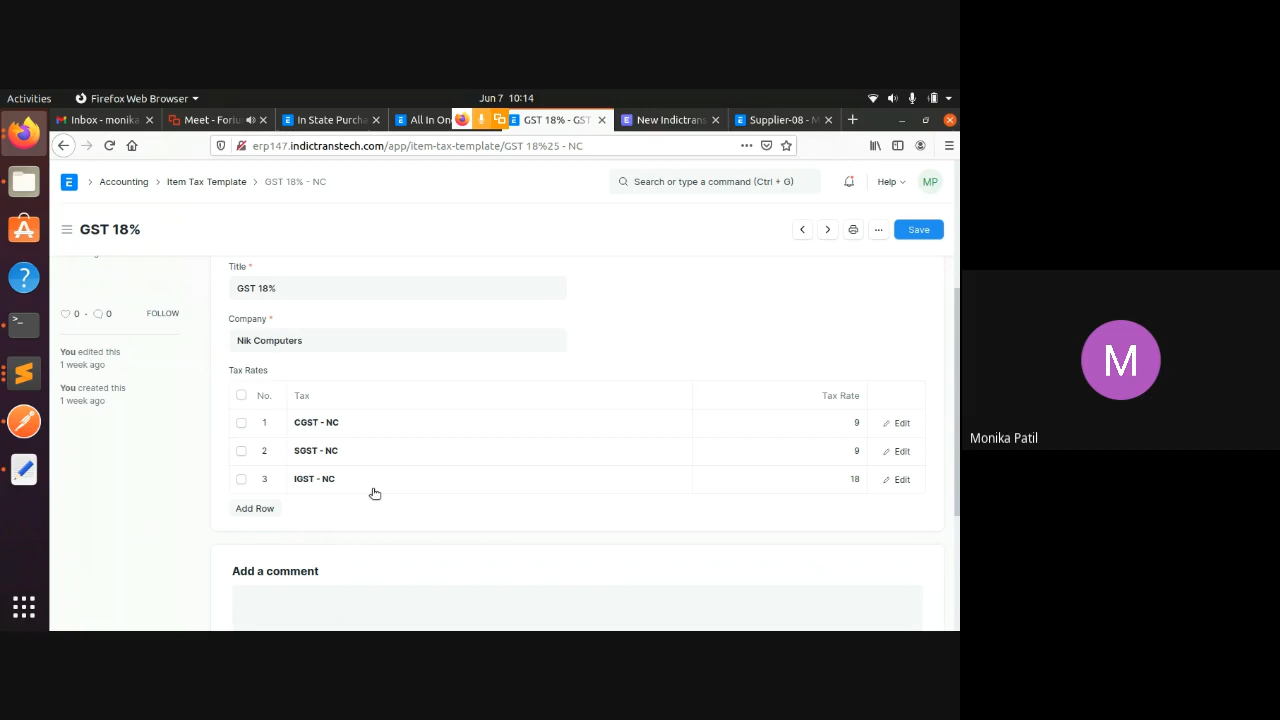 Activities
Firefox Web Browser
Jun 7 10:14
Inbox - monika
Meet - Foriu
In State Purcha
All In On
GST 18% - GST
New Indictrans
Supplier-08 - M
erp147.indictranstech.com/app/item-tax-template/GST 18%25 - NC
E
Accounting
Item Tax Template
GST 18% - NC
Search or type a command (Ctrl + G)
Help
MP
GST 18%
Save
Title *
GST 18%
0 · 0
FOLLOW
Company *
Nik Computers
You edited this
1 week ago
You created this
1 week ago
Tax Rates
No. Tax Tax Rate
1 CGST - NC 9 Edit
2 SGST - NC 9 Edit
3 IGST - NC 18 Edit
Add Row
Add a comment
M
Monika Patil